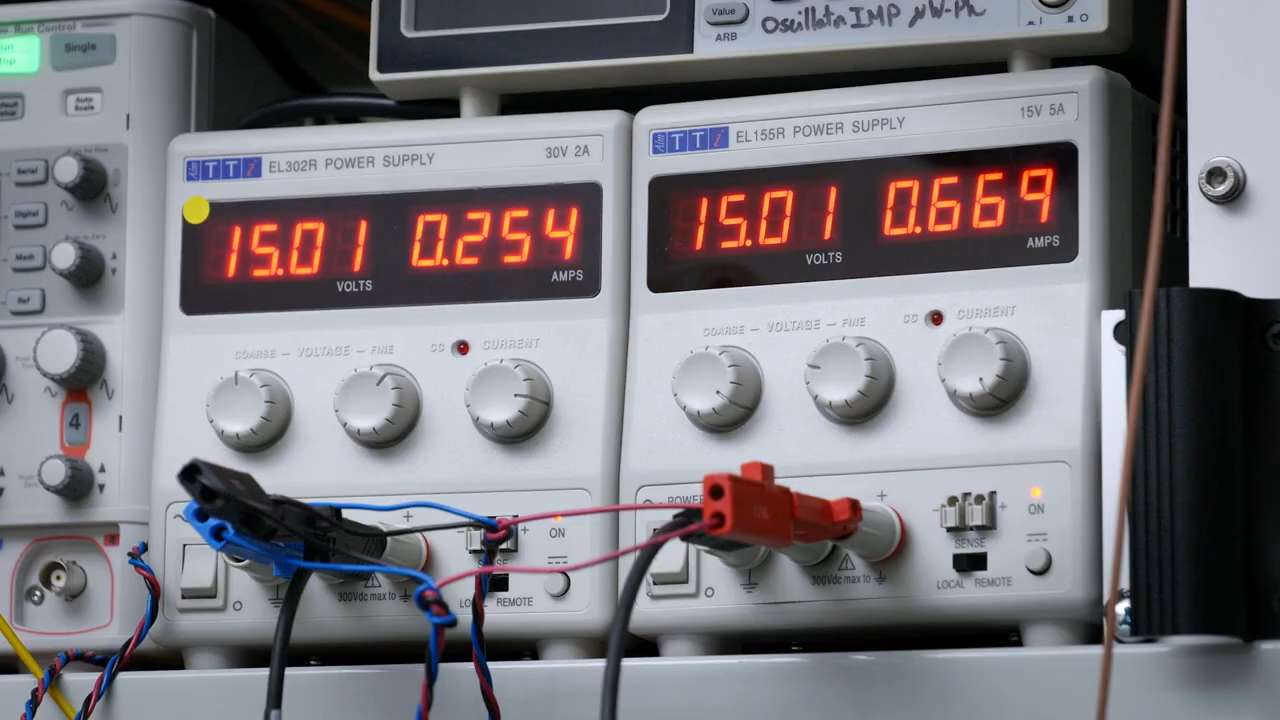 Run Control
Single
Auto
Scale
Serial
Digital
Math
Ref
4
Value
ARB
Oscillator IMP µW-Ph
I O
Aim TTi EL302R POWER SUPPLY 30V 2A
15.01 0.254
VOLTS AMPS
COARSE — VOLTAGE — FINE CC CURRENT
+ ON
300Vdc max to
REMOTE
O
Aim TTi EL155R POWER SUPPLY 15V 5A
15.01 0.669
VOLTS AMPS
COARSE — VOLTAGE — FINE CC CURRENT
POWER + ON
SENSE
300Vdc max to
LOCAL REMOTE
O